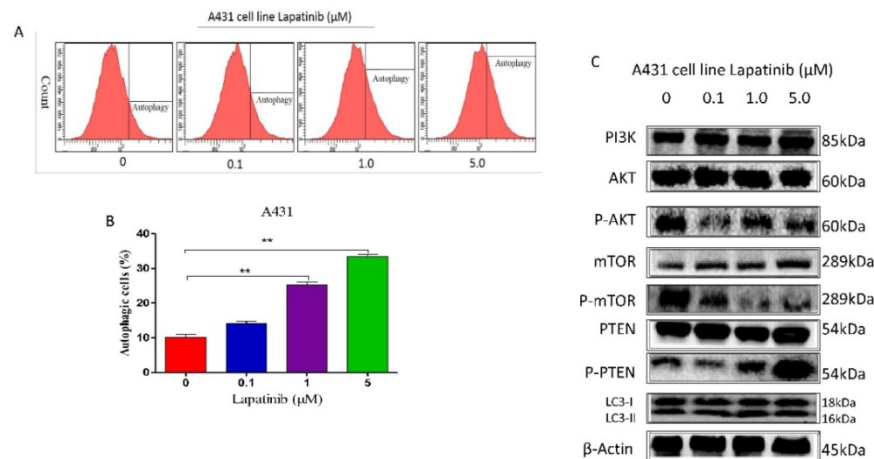 A
A431 cell line Lapatinib (μM)
Count
Autophagy
Autophagy
Autophagy
Autophagy
0
0.1
1.0
5.0
B
A431
**
**
Autophagic cells (%)
40
30
20
10
0
0
0.1
1
5
Lapatinib (μM)
C
A431 cell line Lapatinib (μM)
0 0.1 1.0 5.0
PI3K 85kDa
AKT 60kDa
P-AKT 60kDa
mTOR 289kDa
P-mTOR 289kDa
PTEN 54kDa
P-PTEN 54kDa
LC3-I 18kDa
LC3-II 16kDa
β-Actin 45kDa